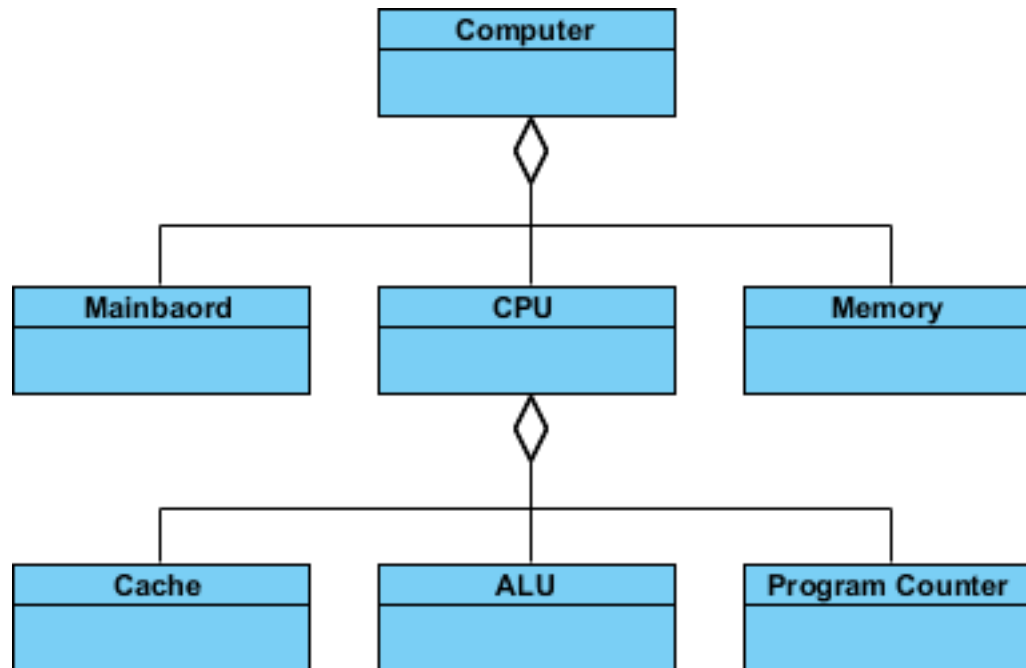 Computer
Mainbaord
CPU
Memory
Cache
ALU
Program Counter